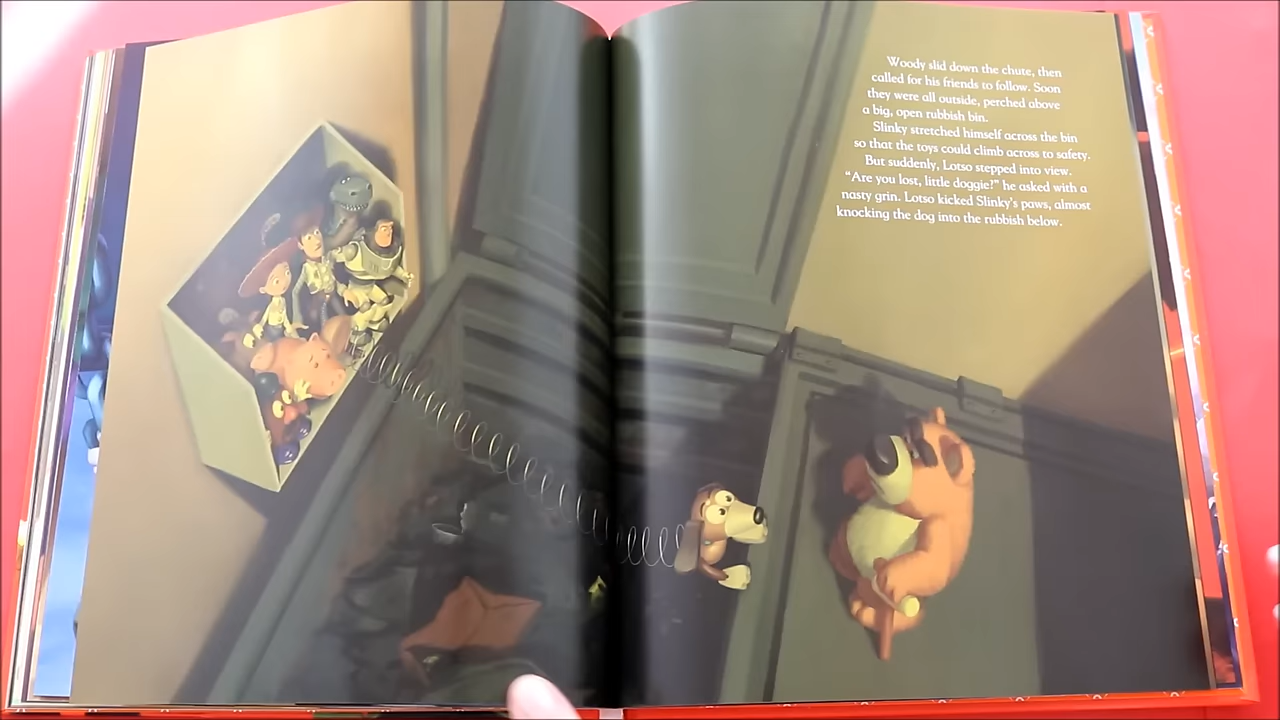 Woody slid down the chute, then
called for his friends to follow. Soon
they were all outside, perched above
a big, open rubbish bin.
Slinky stretched himself across the bin
so that the toys could climb across to safety.
But suddenly, Lotso stepped into view.
“Are you lost, little doggie?” he asked with a
nasty grin. Lotso kicked Slinky’s paws, almost
knocking the dog into the rubbish below.